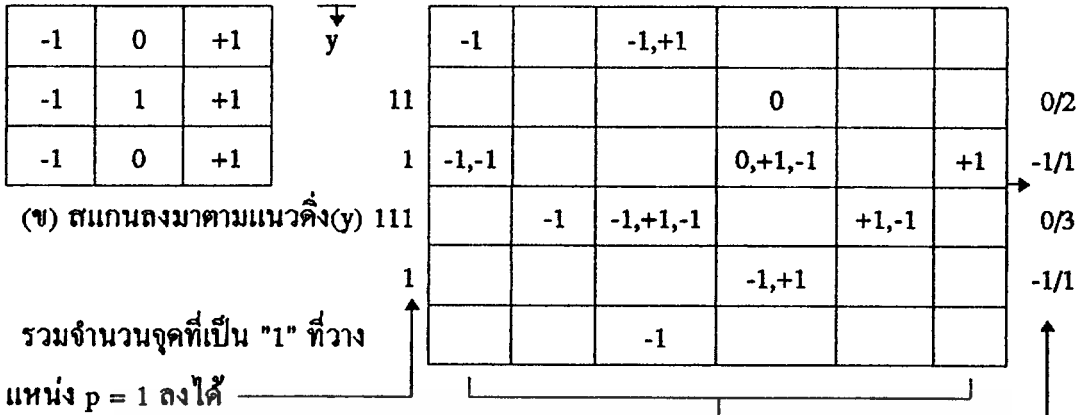 -1 0 +1 y -1 -1,+1
-1 1 +1 11 0 0/2
-1 0 +1 1 -1,-1 0,+1,-1 +1 -1/1
(ข) สแกนลงมาตามแนวดิ่ง(y) 111 -1 -1,+1,-1 +1,-1 0/3
1 -1,+1 -1/1
รวมจำนวนจุดที่เป็น "1" ที่วาง -1
แหน่ง p = 1 ลงได้